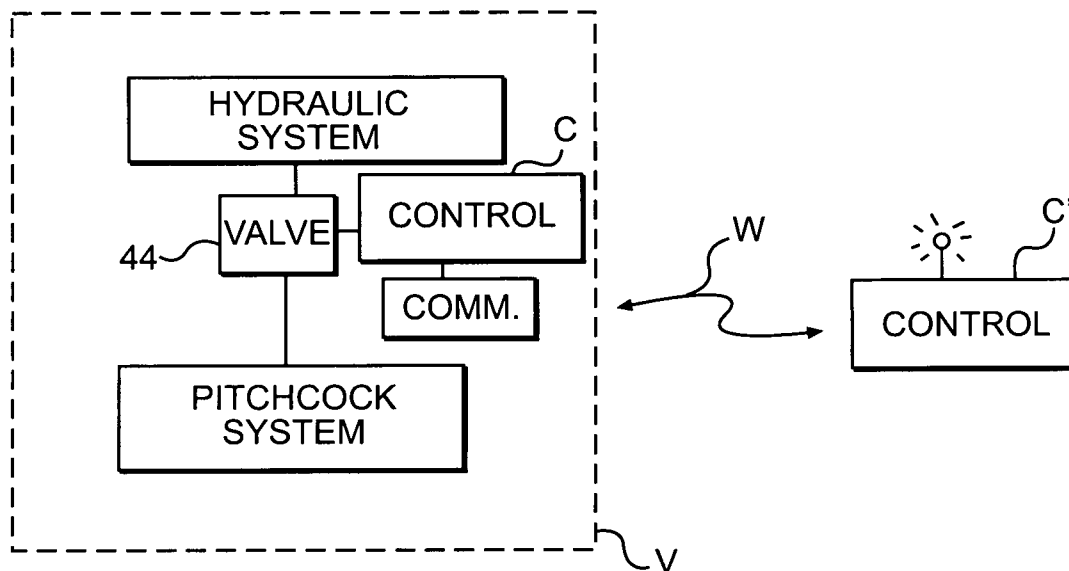 HYDRAULIC
SYSTEM
C
VALVE
CONTROL
44
COMM.
W
C'
CONTROL
PITCHCOCK
SYSTEM
V